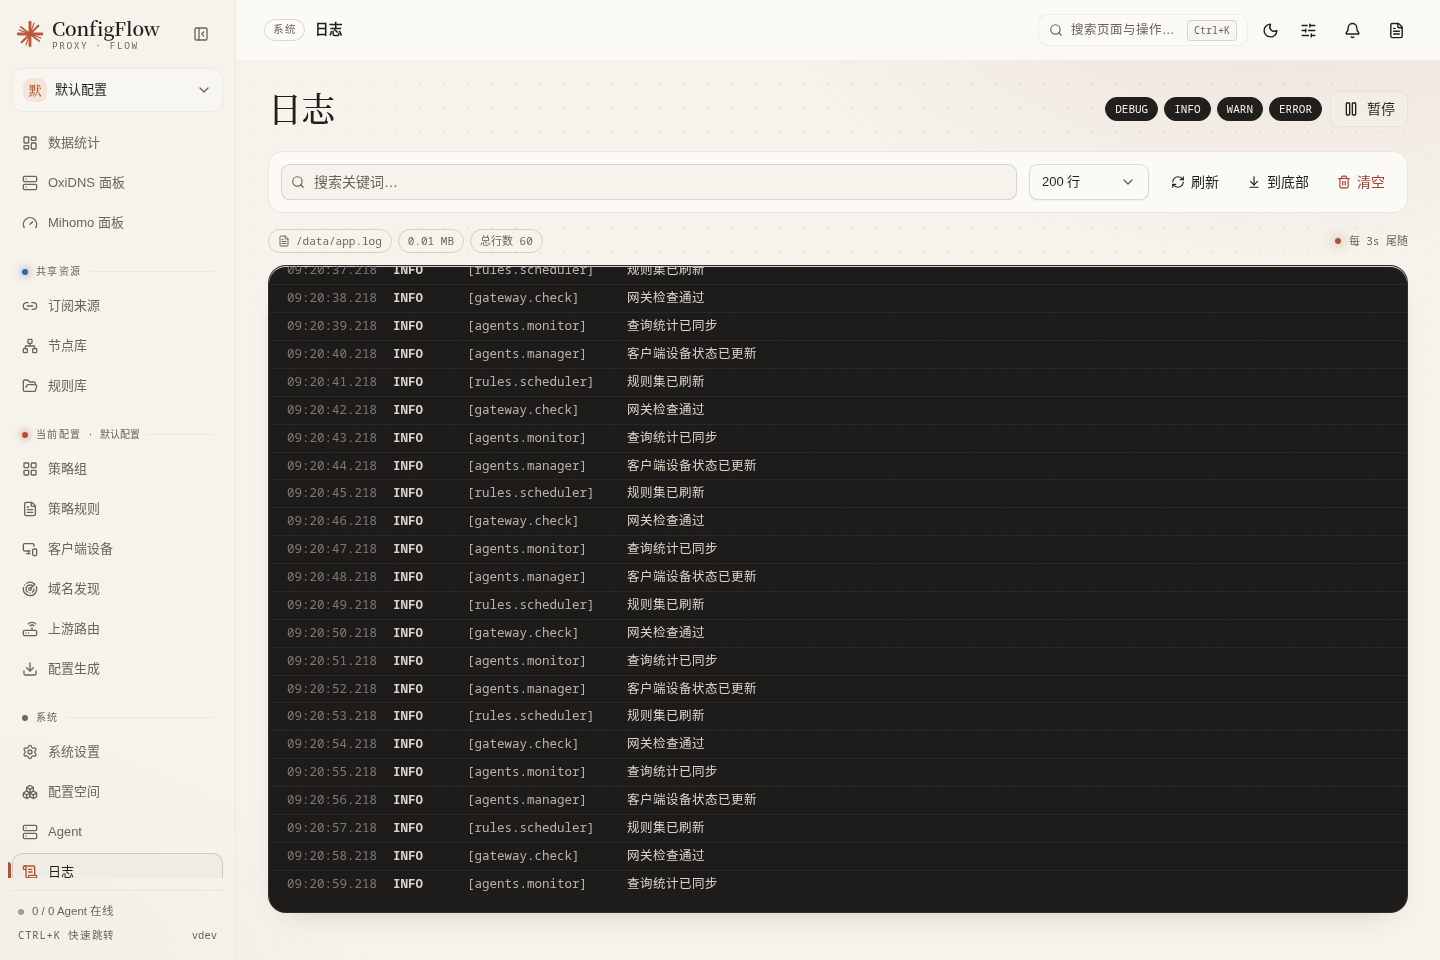 ConfigFlow
PROXY · FLOW
默 默认配置
数据统计
OxiDNS 面板
Mihomo 面板
共享资源
订阅来源
节点库
规则库
当前配置 · 默认配置
策略组
策略规则
客户端设备
域名发现
上游路由
配置生成
系统
系统设置
配置空间
Agent
日志
0 / 0 Agent 在线
CTRL+K 快速跳转 vdev
系统 日志
搜索页面与操作... Ctrl+K
日志
DEBUG INFO WARN ERROR 暂停
搜索关键词...
200 行 刷新 到底部 清空
/data/app.log 0.01 MB 总行数 60
每 3s 尾随
09:20:37.218 INFO [rules.scheduler] 规则集已刷新
09:20:38.218 INFO [gateway.check] 网关检查通过
09:20:39.218 INFO [agents.monitor] 查询统计已同步
09:20:40.218 INFO [agents.manager] 客户端设备状态已更新
09:20:41.218 INFO [rules.scheduler] 规则集已刷新
09:20:42.218 INFO [gateway.check] 网关检查通过
09:20:43.218 INFO [agents.monitor] 查询统计已同步
09:20:44.218 INFO [agents.manager] 客户端设备状态已更新
09:20:45.218 INFO [rules.scheduler] 规则集已刷新
09:20:46.218 INFO [gateway.check] 网关检查通过
09:20:47.218 INFO [agents.monitor] 查询统计已同步
09:20:48.218 INFO [agents.manager] 客户端设备状态已更新
09:20:49.218 INFO [rules.scheduler] 规则集已刷新
09:20:50.218 INFO [gateway.check] 网关检查通过
09:20:51.218 INFO [agents.monitor] 查询统计已同步
09:20:52.218 INFO [agents.manager] 客户端设备状态已更新
09:20:53.218 INFO [rules.scheduler] 规则集已刷新
09:20:54.218 INFO [gateway.check] 网关检查通过
09:20:55.218 INFO [agents.monitor] 查询统计已同步
09:20:56.218 INFO [agents.manager] 客户端设备状态已更新
09:20:57.218 INFO [rules.scheduler] 规则集已刷新
09:20:58.218 INFO [gateway.check] 网关检查通过
09:20:59.218 INFO [agents.monitor] 查询统计已同步